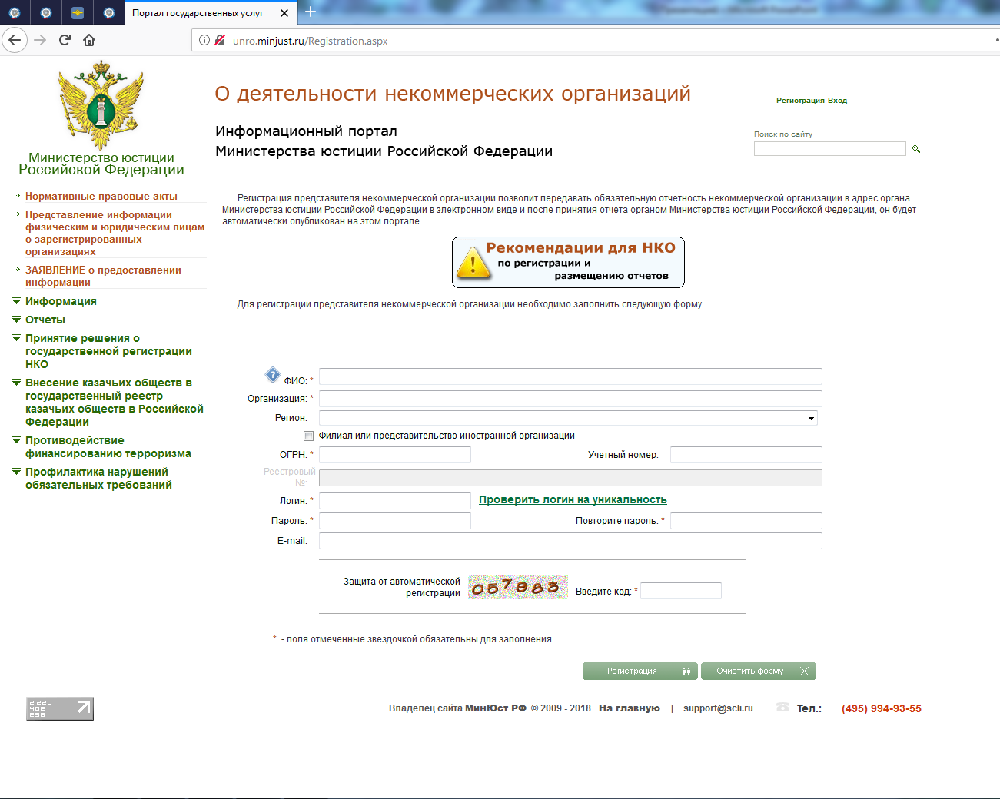 Портал государственных услуг
unro.minjust.ru/Registration.aspx
Министерство юстиции
Российской Федерации
О деятельности некоммерческих организаций
Регистрация Вход
Информационный портал
Министерства юстиции Российской Федерации
Поиск по сайту
Нормативные правовые акты
Представление информации
физическим и юридическим лицам
о зарегистрированных
организациях
ЗАЯВЛЕНИЕ о предоставлении
информации
Информация
Отчеты
Принятие решения о
государственной регистрации
НКО
Внесение казачьих обществ в
государственный реестр
казачьих обществ в Российской
Федерации
Противодействие
финансированию терроризма
Профилактика нарушений
обязательных требований
Регистрация представителя некоммерческой организации позволит передавать обязательную отчетность некоммерческой организации в адрес органа
Министерства юстиции Российской Федерации в электронном виде и после принятия отчета органом Министерства юстиции Российской Федерации, он будет
автоматически опубликован на этом портале.
Рекомендации для НКО
по регистрации и
размещению отчетов
Для регистрации представителя некоммерческой организации необходимо заполнить следующую форму.
ФИО: *
Организация: *
Регион:
Филиал или представительство иностранной организации
ОГРН: * Учетный номер:
Реестровый
№:
Логин: * Проверить логин на уникальность
Пароль: * Повторите пароль: *
E-mail:
Защита от автоматической
регистрации
057983
Введите код: *
* - поля отмеченные звездочкой обязательны для заполнения
Регистрация Очистить форму
2 220
402
256
Владелец сайта МинЮст РФ © 2009 - 2018 На главную | support@scli.ru Тел.: (495) 994-93-55